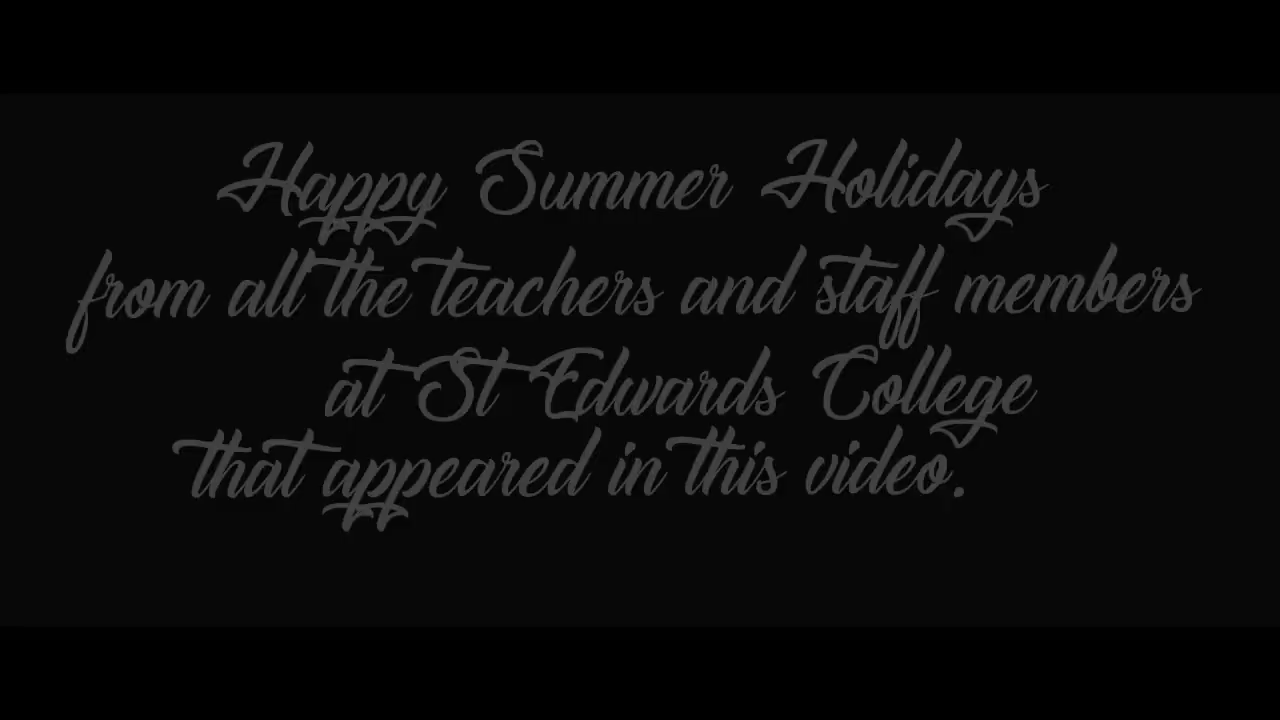 Happy Summer Holidays
from all the teachers and staff members
at St Edwards College
that appeared in this video.